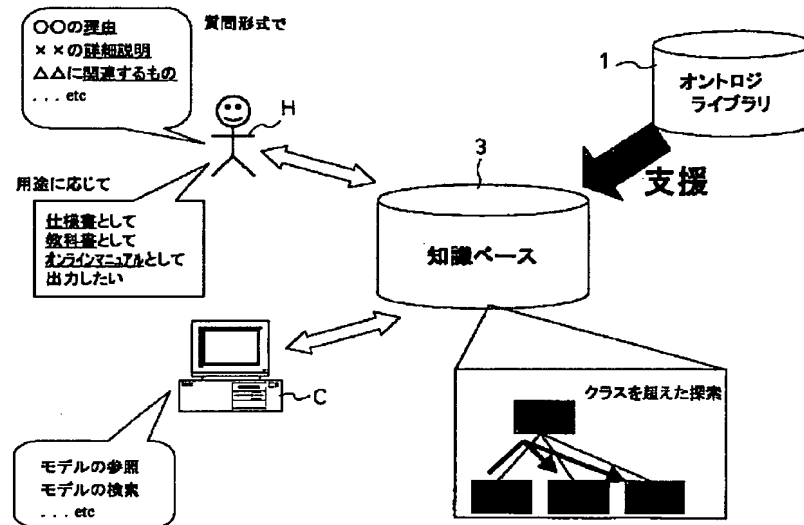 〇〇の理由
××の詳細説明
△△に関連するもの
... etc
質問形式で
H
1
オントロジ
ライブラリ
支援
3
知識ベース
用途に応じて
仕様書として
教科書として
オンラインマニュアルとして
出力したい
C
モデルの参照
モデルの検索
... etc
クラスを超えた探索